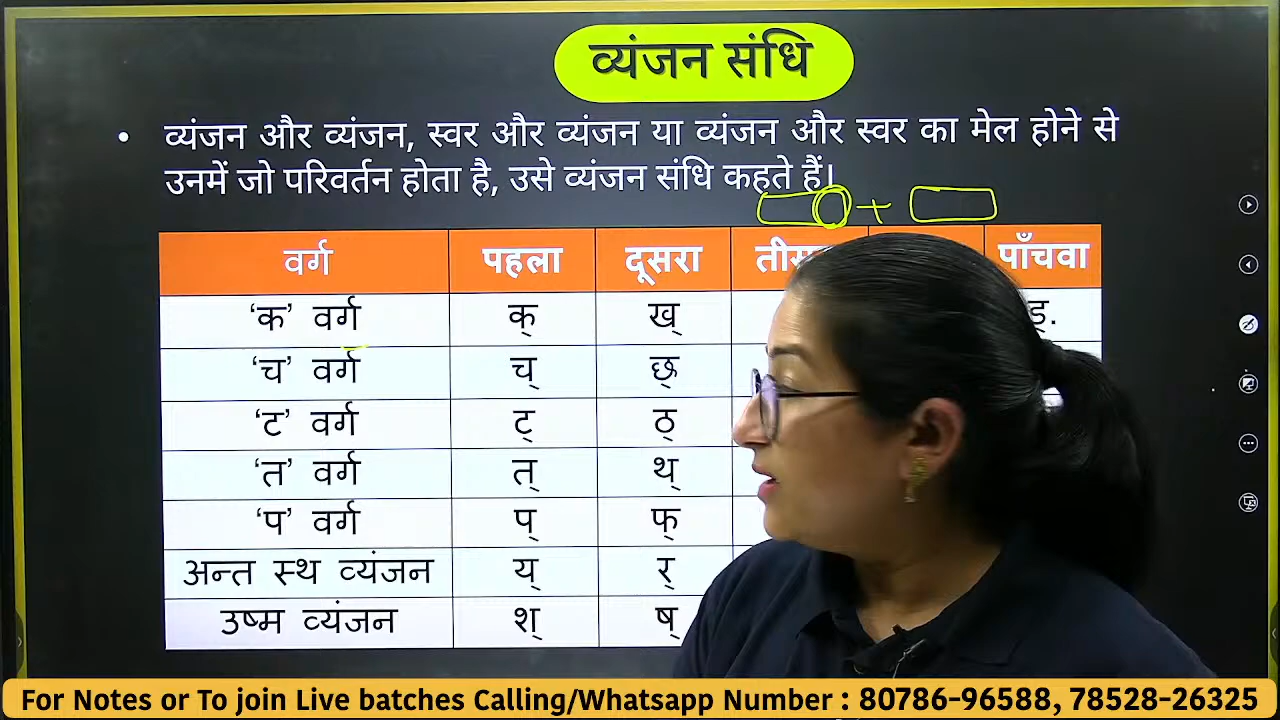 व्यंजन संधि
• व्यंजन और व्यंजन, स्वर और व्यंजन या व्यंजन और स्वर का मेल होने से
उनमें जो परिवर्तन होता है, उसे व्यंजन संधि कहते हैं।
+
वर्ग पहला दूसरा पाँचवा
‘क’ वर्ग क् ख् ड्.
‘च’ वर्ग च् छ्
‘ट’ वर्ग ट् ठ्
‘त’ वर्ग त् थ्
‘प’ वर्ग प् फ्
अन्त स्थ व्यंजन य् र्
उष्म व्यंजन श् ष्
For Notes or To join Live batches Calling/Whatsapp Number : 80786-96588, 78528-26325